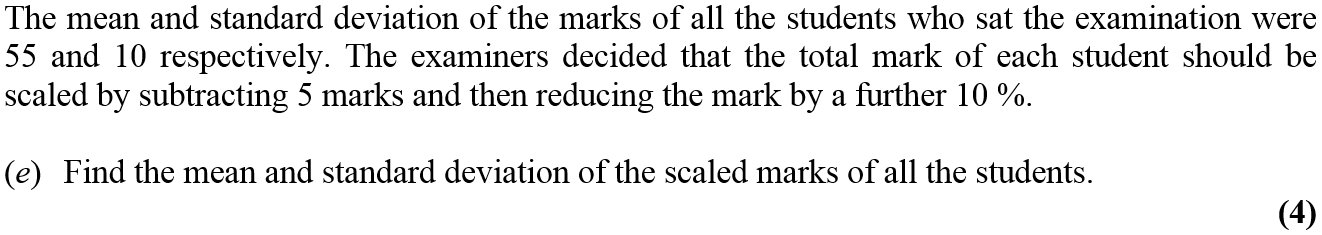 The mean and standard deviation of the marks of all the students who sat the examination were
55 and 10 respectively. The examiners decided that the total mark of each student should be
scaled by subtracting 5 marks and then reducing the mark by a further 10 %.
(e) Find the mean and standard deviation of the scaled marks of all the students.
(4)